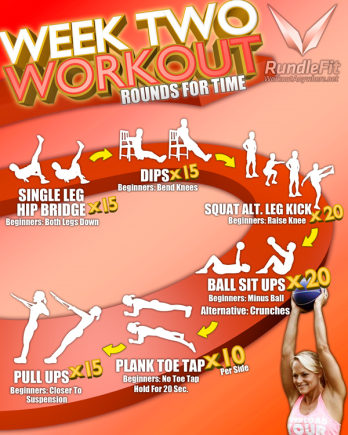 WEEK TWO
WORKOUT
ROUNDS FOR TIME
RundleFit
WorkoutAnywhere.net
SINGLE LEG
HIP BRIDGE x15
Beginners: Both Legs Down
DIPS x15
Beginners: Bend Knees
SQUAT ALT. LEG KICK x20
Beginners: Raise Knee
BALL SIT UPS x20
Beginners: Minus Ball
Alternative: Crunches
PLANK TOE TAP x10
Per Side
Beginners: No Toe Tap
Hold For 20 Sec.
PULL UPS x15
Beginners: Closer To
Suspension.